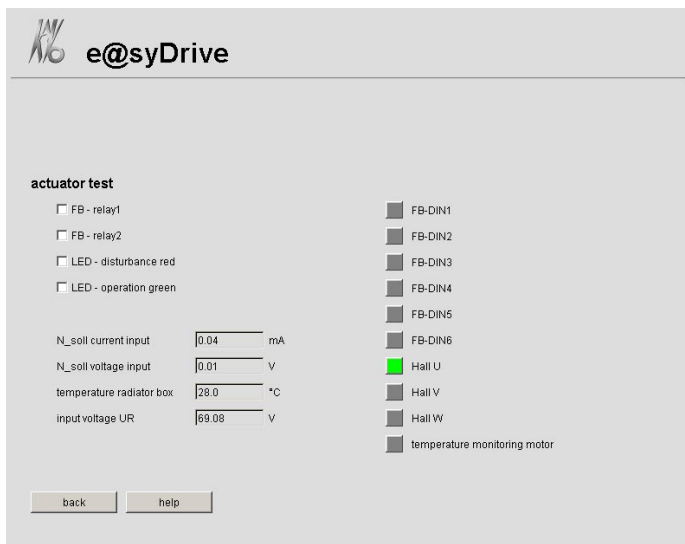 e@syDrive
actuator test
FB - relay1
FB - relay2
LED - disturbance red
LED - operation green
N_soll current input 0.04 mA
N_soll voltage input 0.01 V
temperature radiator box 28.0 °C
input voltage UR 69.08 V
FB-DIN1
FB-DIN2
FB-DIN3
FB-DIN4
FB-DIN5
FB-DIN6
Hall U
Hall V
Hall W
temperature monitoring motor
back help